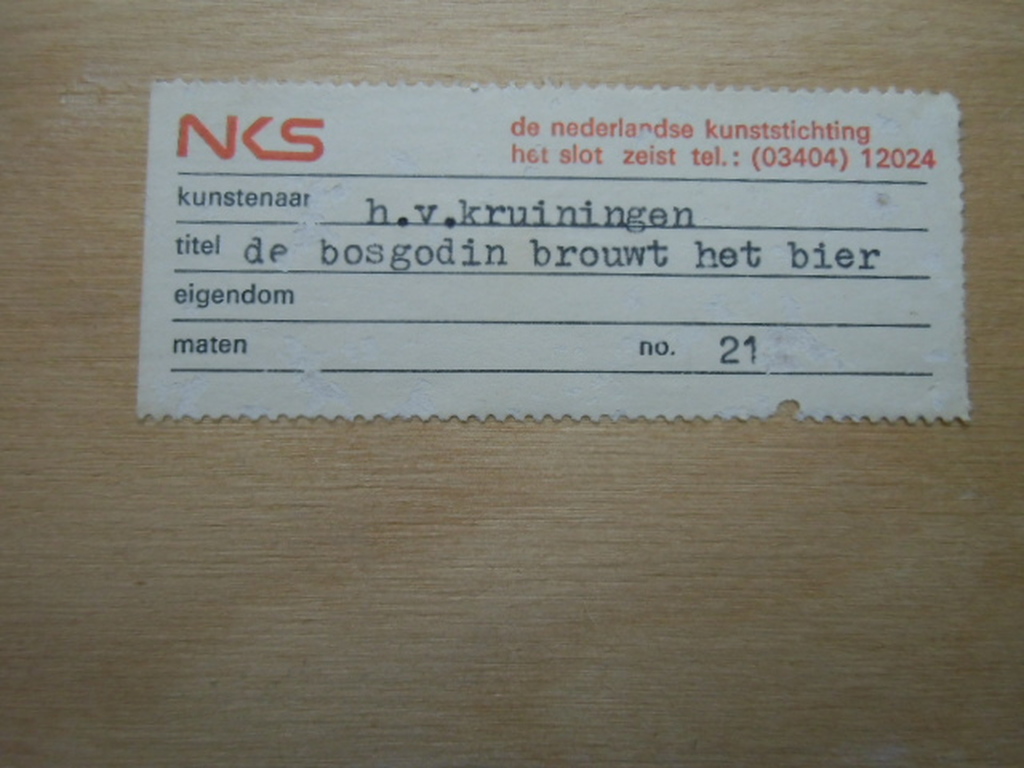 NKS
de nederlandse kunststichting
het slot zeist tel.: (03404) 12024
kunstenaar h.v.kruiningen
titel de bosgodin brouwt het bier
eigendom
maten no. 21